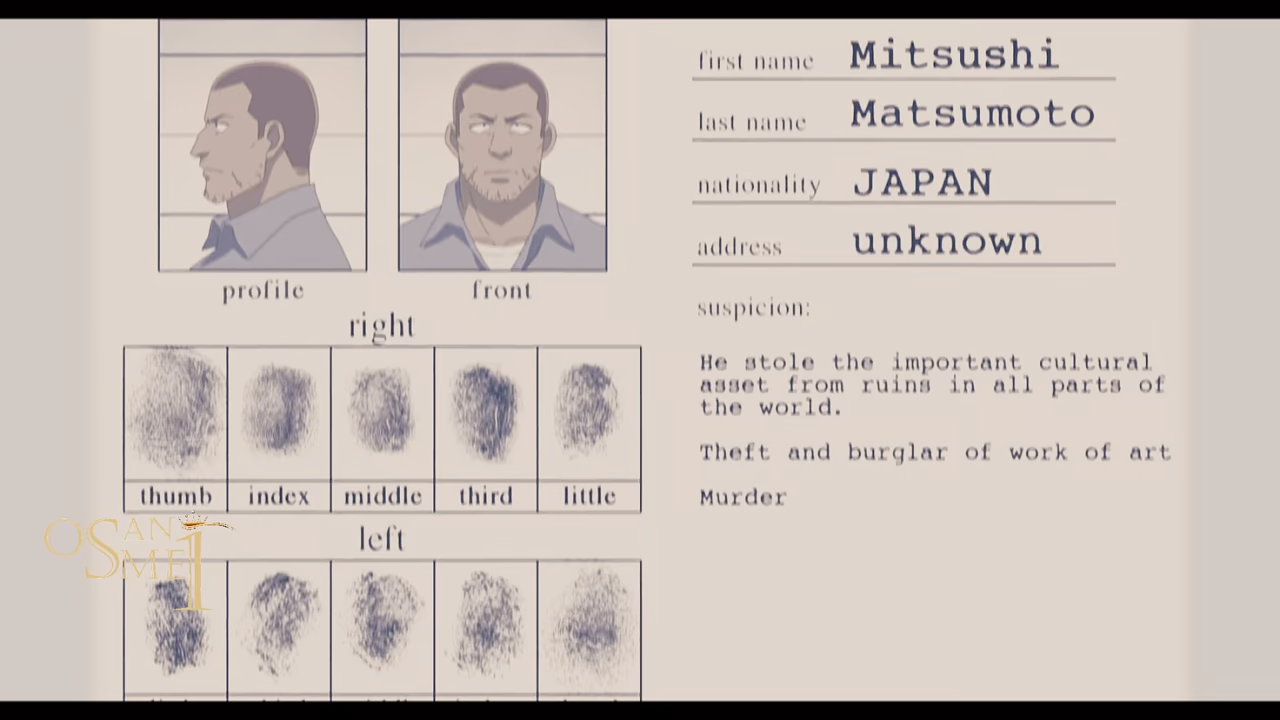 first name Mitsushi
last name Matsumoto
nationality JAPAN
address unknown
profile front
suspicion:
right
He stole the important cultural
asset from ruins in all parts of
the world.
Theft and burglar of work of art
Murder
thumb index middle third little
left
OSANIME